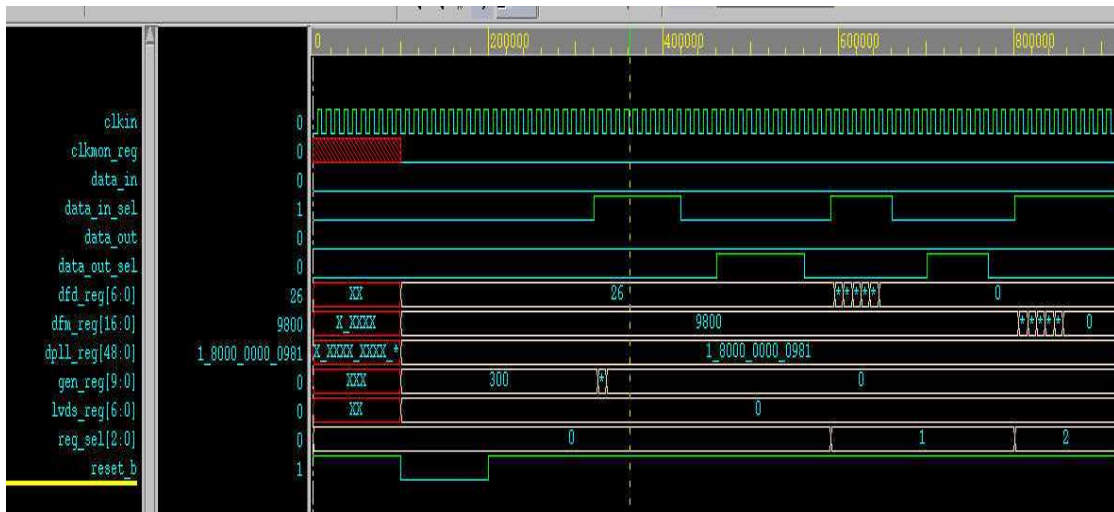 0 200000 400000 600000 800000
clkin 0
clkmon_reg 0
data_in 0
data_in_sel 1
data_out 0
data_out_sel 0
dfd_reg[6:0] 26 XX 26 * * * * * 0
dfm_reg[16:0] 9800 X_XXXX 9800 * * * * * 0
dpll_reg[48:0] 1_8000_0000_0981 X_XXXX_XXXX_* 1_8000_0000_0981
gen_reg[9:0] 0 XXX 300 * 0
lvds_reg[6:0] 0 XX 0
reg_sel[2:0] 0 0 1 2
reset_b 1